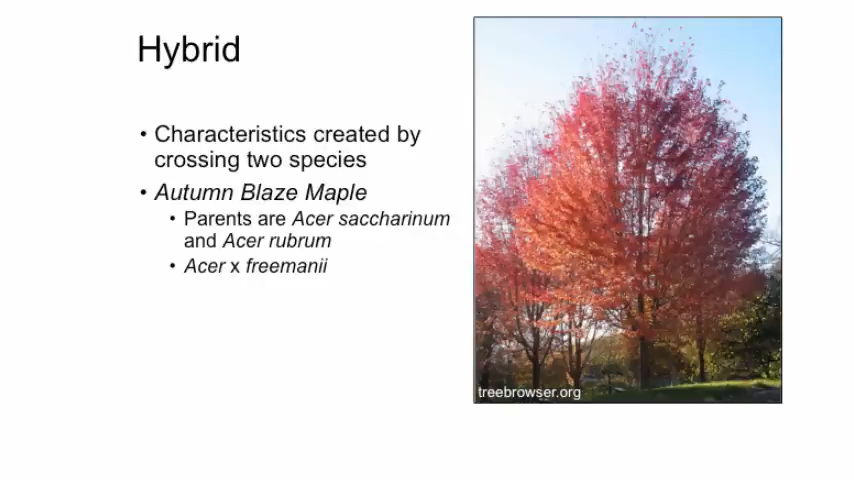 Hybrid
• Characteristics created by
crossing two species
• Autumn Blaze Maple
• Parents are Acer saccharinum
and Acer rubrum
• Acer x freemanii
treebrowser.org